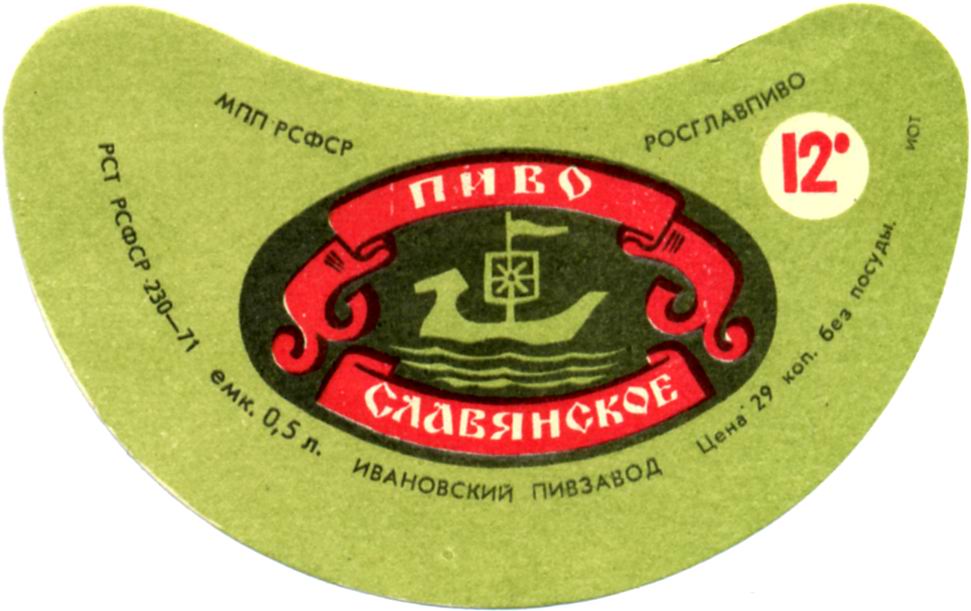 МПП РСФСР
РОСГЛАВПИВО
ИОТ
12°
ПИВО
СЛАВЯНСКОЕ
РСТ РСФСР 230—71
емк. 0,5 л.
ИВАНОВСКИЙ ПИВЗАВОД
Цена 29 коп. без посуды.